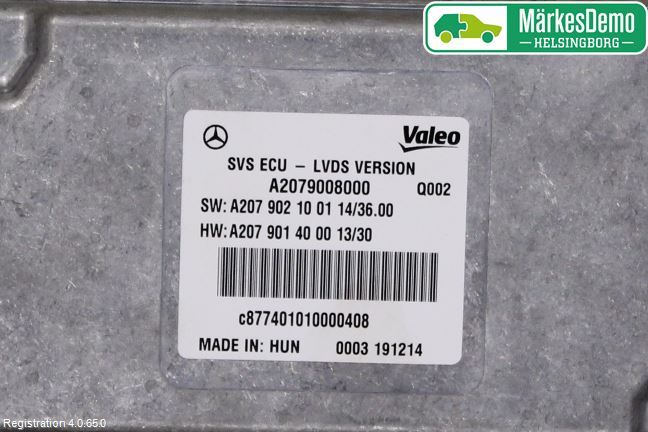 MärkesDemo
HELSINGBORG
Valeo
SVS ECU – LVDS VERSION
A2079008000 Q002
SW: A207 902 10 01 14/36.00
HW: A207 901 40 00 13/30
c877401010000408
MADE IN: HUN 0003 191214
Registration 4.0.65.0